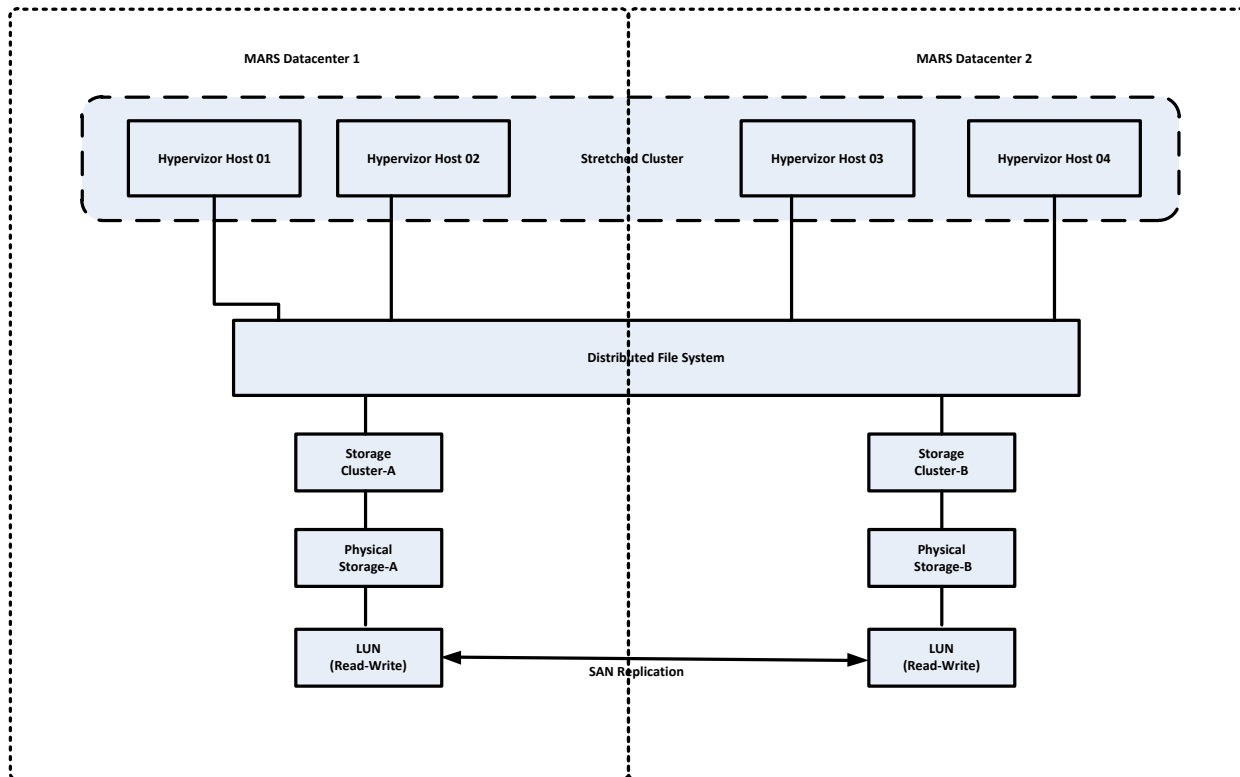 MARS Datacenter 1
MARS Datacenter 2
Hypervizor Host 01
Hypervizor Host 02
Stretched Cluster
Hypervizor Host 03
Hypervizor Host 04
Distributed File System
Storage
Cluster-A
Storage
Cluster-B
Physical
Storage-A
Physical
Storage-B
LUN
(Read-Write)
LUN
(Read-Write)
SAN Replication